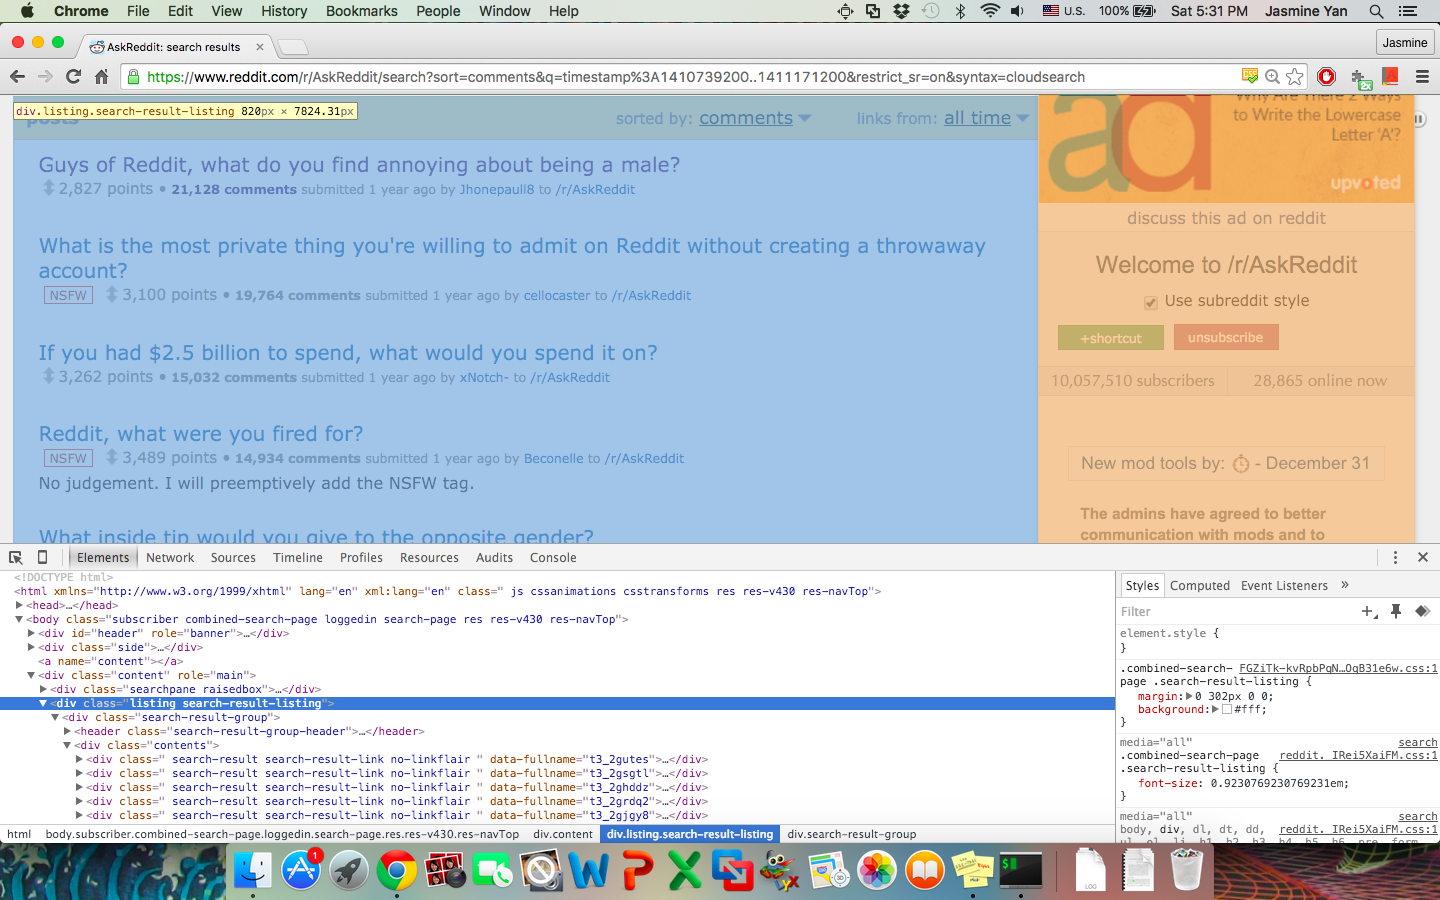 Chrome File Edit View History Bookmarks People Window Help U.S. 100% Sat 5:31 PM Jasmine Yan
AskReddit: search results Jasmine
https://www.reddit.com/r/AskReddit/search?sort=comments&q=timestamp%3A1410739200..1411171200&restrict_sr=on&syntax=cloudsearch 2x
div.listing.search-result-listing 820px × 7824.31px
posts sorted by: comments links from: all time
Guys of Reddit, what do you find annoying about being a male?
2,827 points • 21,128 comments submitted 1 year ago by Jhonepaull8 to /r/AskReddit
What is the most private thing you're willing to admit on Reddit without creating a throwaway
account?
NSFW 3,100 points • 19,764 comments submitted 1 year ago by cellocaster to /r/AskReddit
If you had $2.5 billion to spend, what would you spend it on?
3,262 points • 15,032 comments submitted 1 year ago by xNotch- to /r/AskReddit
Reddit, what were you fired for?
NSFW 3,489 points • 14,934 comments submitted 1 year ago by Beconelle to /r/AskReddit
No judgement. I will preemptively add the NSFW tag.
What inside tip would you give to the opposite gender?
ad
Why Are There 2 Ways
to Write the Lowercase
Letter 'A'?
upvoted
discuss this ad on reddit
Welcome to /r/AskReddit
Use subreddit style
+shortcut unsubscribe
10,057,510 subscribers 28,865 online now
New mod tools by: - December 31
The admins have agreed to better
communication with mods and to
Elements Network Sources Timeline Profiles Resources Audits Console
<!DOCTYPE html>
<html xmlns="http://www.w3.org/1999/xhtml" lang="en" xml:lang="en" class=" js cssanimations csstransforms res res-v430 res-navTop">
<head>…</head>
<body class="subscriber combined-search-page loggedin search-page res res-v430 res-navTop">
<div id="header" role="banner">…</div>
<div class="side">…</div>
<a name="content"></a>
<div class="content" role="main">
<div class="searchpane raisedbox">…</div>
<div class="listing search-result-listing">
<div class="search-result-group">
<header class="search-result-group-header">…</header>
<div class="contents">
<div class=" search-result search-result-link no-linkflair " data-fullname="t3_2gutes">…</div>
<div class=" search-result search-result-link no-linkflair " data-fullname="t3_2gsgtl">…</div>
<div class=" search-result search-result-link no-linkflair " data-fullname="t3_2ghddz">…</div>
<div class=" search-result search-result-link no-linkflair " data-fullname="t3_2grdq2">…</div>
<div class=" search-result search-result-link no-linkflair " data-fullname="t3_2gjgy8">…</div>
html body.subscriber.combined-search-page.loggedin.search-page.res.res-v430.res-navTop div.content div.listing.search-result-listing div.search-result-group
Styles Computed Event Listeners »
Filter
element.style {
}
.combined-search- FGZiTk-kvRpbPqN…OqB31e6w.css:1
page .search-result-listing {
margin: 0 302px 0 0;
background: #fff;
}
media="all" search
.combined-search-page reddit. IRei5XaiFM.css:1
.search-result-listing {
font-size: 0.9230769230769231em;
}
media="all" search
body, div, dl, dt, dd, reddit. IRei5XaiFM.css:1
ul, ol, li, h1, h2, h3, h4, h5, h6, pre, form,
1
LOG